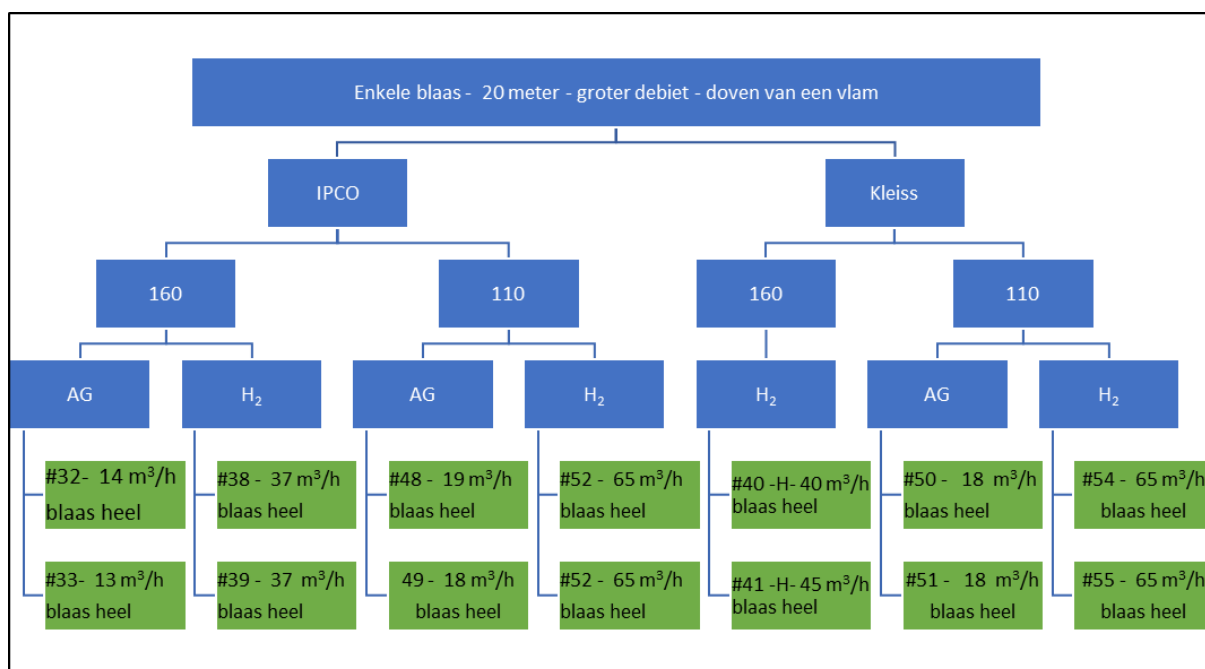 Enkele blaas - 20 meter - groter debiet - doven van een vlam
IPCO
Kleiss
160
110
160
110
AG
H₂
AG
H₂
H₂
AG
H₂
#32- 14 m³/h
blaas heel
#38 - 37 m³/h
blaas heel
#48 - 19 m³/h
blaas heel
#52 - 65 m³/h
blaas heel
#40 -H- 40 m³/h
blaas heel
#50 - 18 m³/h
blaas heel
#54 - 65 m³/h
blaas heel
#33- 13 m³/h
blaas heel
#39 - 37 m³/h
blaas heel
49 - 18 m³/h
blaas heel
#52 - 65 m³/h
blaas heel
#41 -H- 45 m³/h
blaas heel
#51 - 18 m³/h
blaas heel
#55 - 65 m³/h
blaas heel